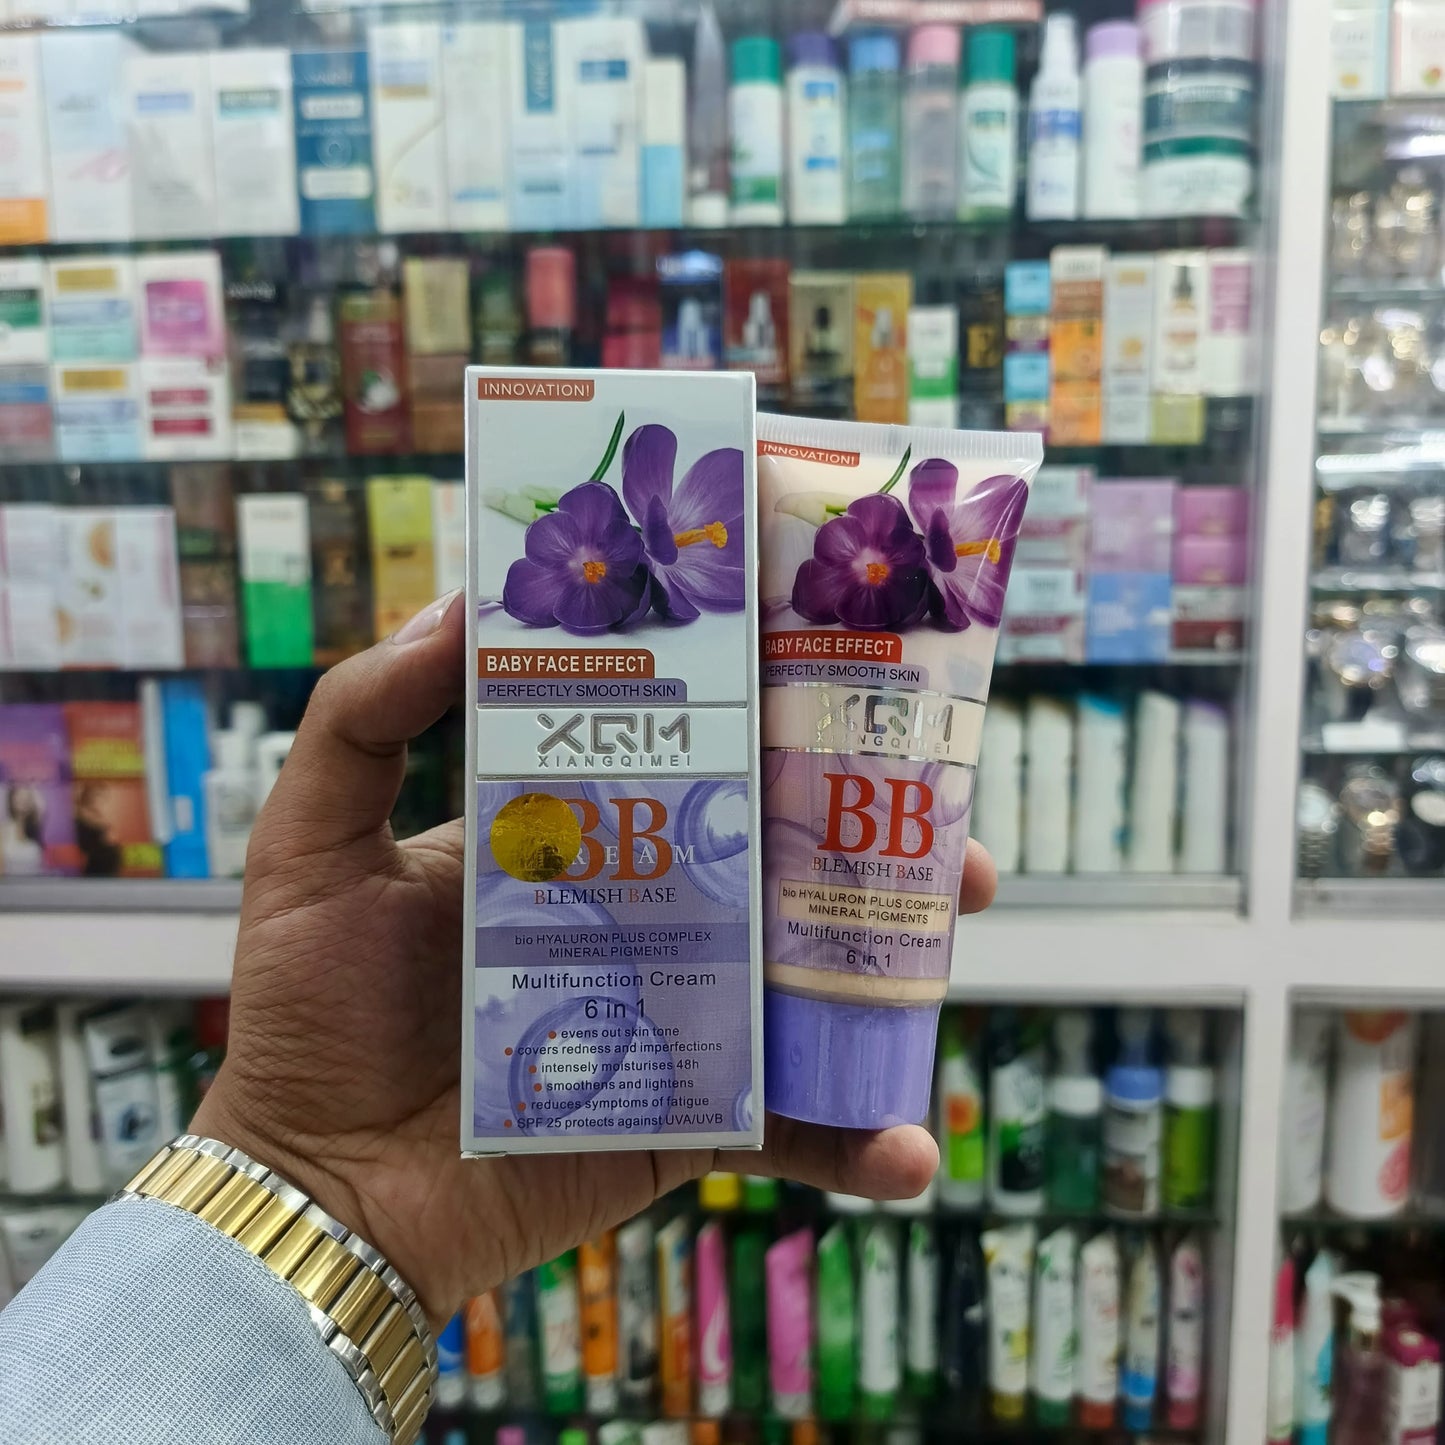 INNOVATION!
BABY FACE EFFECT
PERFECTLY SMOOTH SKIN
XQM
XIANGQIMEI
BB
CREAM
BLEMISH BASE
bio HYALURON PLUS COMPLEX
MINERAL PIGMENTS
Multifunction Cream
6 in 1
evens out skin tone
covers redness and imperfections
intensely moisturises 48h
smoothens and lightens
reduces symptoms of fatigue
SPF 25 protects against UVA/UVB
INNOVATION!
BABY FACE EFFECT
PERFECTLY SMOOTH SKIN
XQM
XIANGQIMEI
BB
CREAM
BLEMISH BASE
bio HYALURON PLUS COMPLEX
MINERAL PIGMENTS
Multifunction Cream
6 in 1